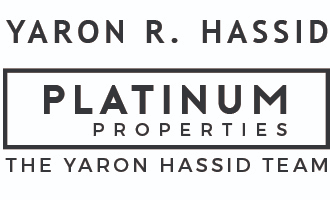 YARON R. HASSID
PLATINUM
PROPERTIES
THE YARON HASSID TEAM